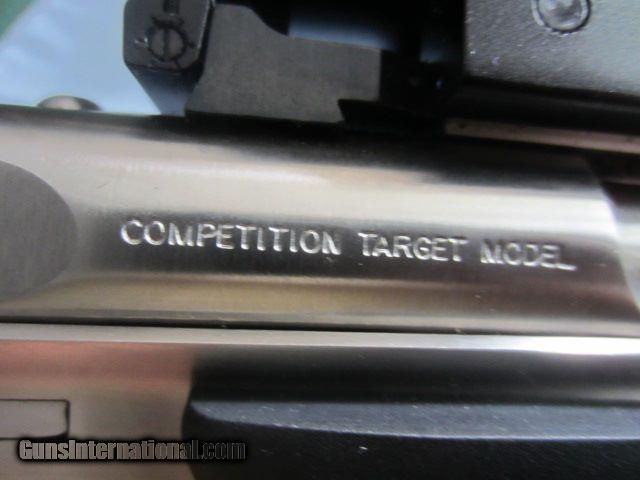 COMPETITION TARGET MODEL
GunsInternational.com